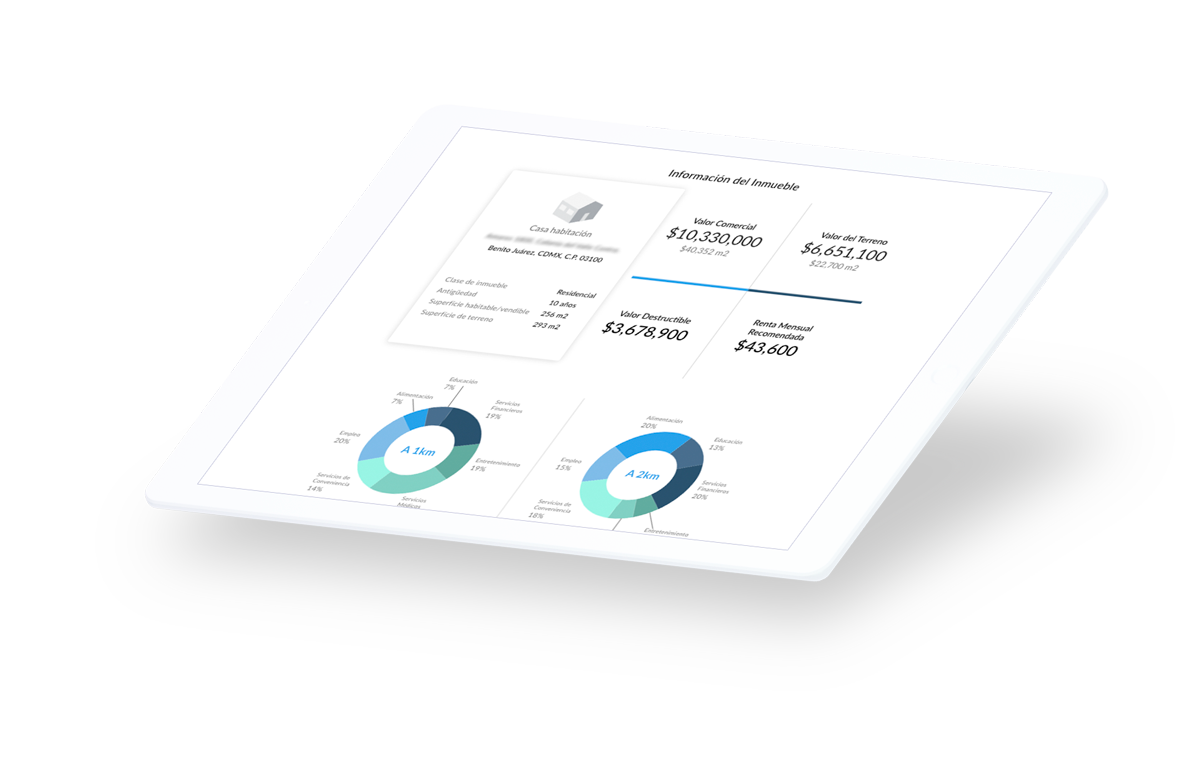 Información del Inmueble
Casa habitación
Benito Juárez, CDMX, C.P. 03100
Clase de inmueble Residencial
Antigüedad 10 años
Superficie habitable/vendible 256 m2
Superficie de terreno 293 m2
Valor Comercial
$10,330,000
$40,352 m2
Valor del Terreno
$6,651,100
$22,700 m2
Valor Destructible
$3,678,900
Renta Mensual
Recomendada
$43,600
Educación
7%
Alimentación
7%
Servicios
Financieros
19%
Empleo
20%
A 1km
Entretenimiento
19%
Servicios de
Conveniencia
14%
Servicios
Médicos
Alimentación
20%
Educación
13%
Empleo
15%
A 2km
Servicios
Financieros
20%
Servicios de
Conveniencia
18%
Entretenimiento